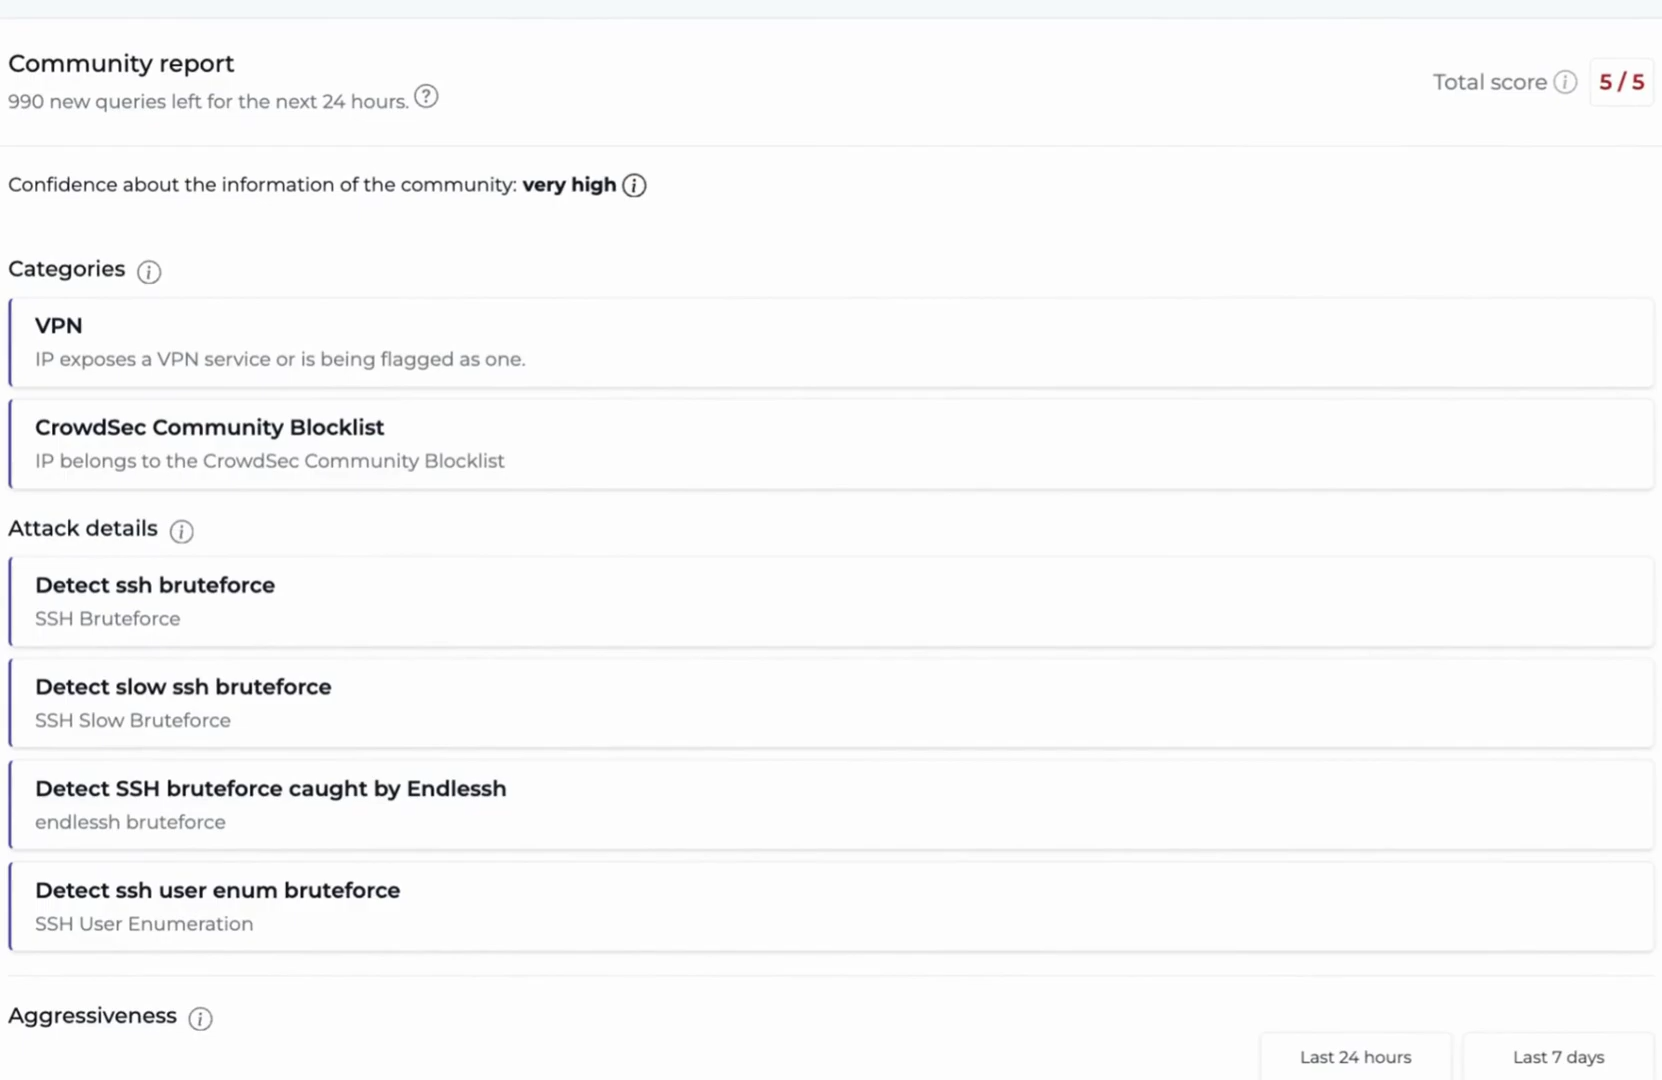 Community report
990 new queries left for the next 24 hours. ?
Total score i 5 / 5
Confidence about the information of the community: very high i
Categories i
VPN
IP exposes a VPN service or is being flagged as one.
CrowdSec Community Blocklist
IP belongs to the CrowdSec Community Blocklist
Attack details i
Detect ssh bruteforce
SSH Bruteforce
Detect slow ssh bruteforce
SSH Slow Bruteforce
Detect SSH bruteforce caught by Endlessh
endlessh bruteforce
Detect ssh user enum bruteforce
SSH User Enumeration
Aggressiveness i
Last 24 hours
Last 7 days